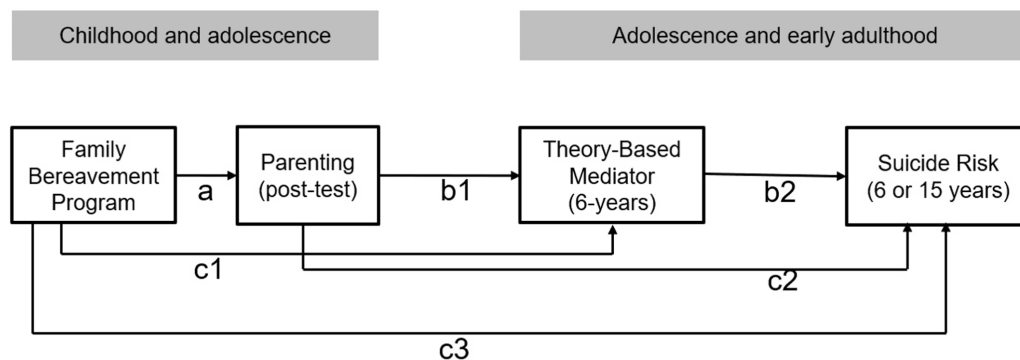 Childhood and adolescence
Adolescence and early adulthood
Family
Bereavement
Program
a
Parenting
(post-test)
b1
Theory-Based
Mediator
(6-years)
b2
Suicide Risk
(6 or 15 years)
c1
c2
c3